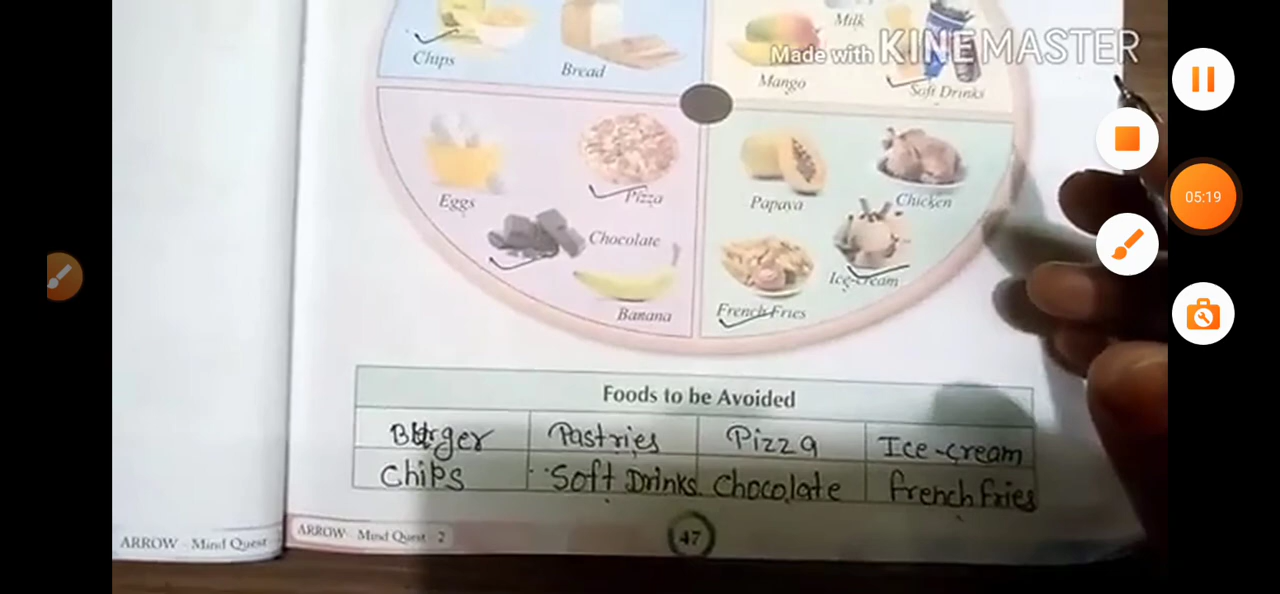 Milk
Made with KINEMASTER
Chips
Bread
Mango
Soft Drinks
05:19
Eggs
Pizza
Papaya
Chicken
Chocolate
Ice-cream
Banana
French Fries
Foods to be Avoided
Burger Pastries Pizza Ice-cream
Chips Soft Drinks Chocolate french fries
ARROW - Mind Quest
ARROW - Mind Quest - 2
47